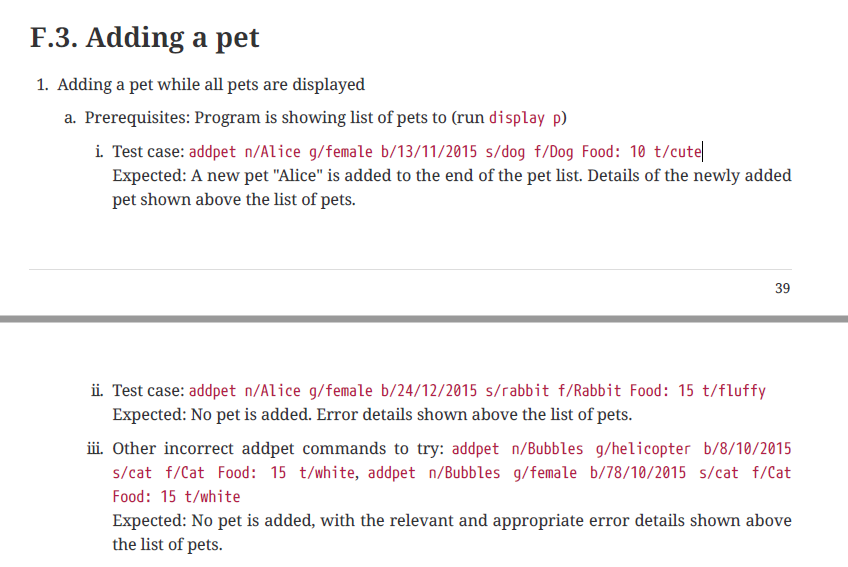 F.3. Adding a pet
1. Adding a pet while all pets are displayed
a. Prerequisites: Program is showing list of pets to (run display p)
i. Test case: addpet n/Alice g/female b/13/11/2015 s/dog f/Dog Food: 10 t/cute
Expected: A new pet "Alice" is added to the end of the pet list. Details of the newly added
pet shown above the list of pets.
39
ii. Test case: addpet n/Alice g/female b/24/12/2015 s/rabbit f/Rabbit Food: 15 t/fluffy
Expected: No pet is added. Error details shown above the list of pets.
iii. Other incorrect addpet commands to try: addpet n/Bubbles g/helicopter b/8/10/2015
s/cat f/Cat Food: 15 t/white, addpet n/Bubbles g/female b/78/10/2015 s/cat f/Cat
Food: 15 t/white
Expected: No pet is added, with the relevant and appropriate error details shown above
the list of pets.